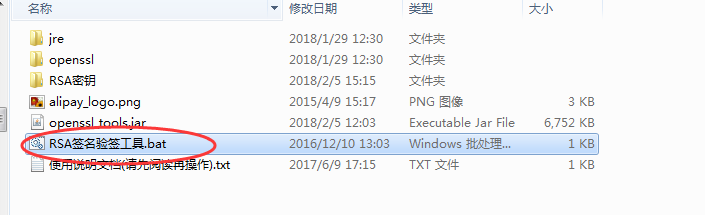 名称 修改日期 类型 大小
jre 2018/1/29 12:30 文件夹
openssl 2018/1/29 12:30 文件夹
RSA密钥 2018/2/5 15:15 文件夹
alipay_logo.png 2015/4/9 15:17 PNG 图像 3 KB
openssl_tools.jar 2018/2/5 12:03 Executable Jar File 6,752 KB
RSA签名验签工具.bat 2016/12/10 13:03 Windows 批处理... 1 KB
使用说明文档(请先阅读再操作).txt 2017/6/9 17:15 TXT 文件 1 KB